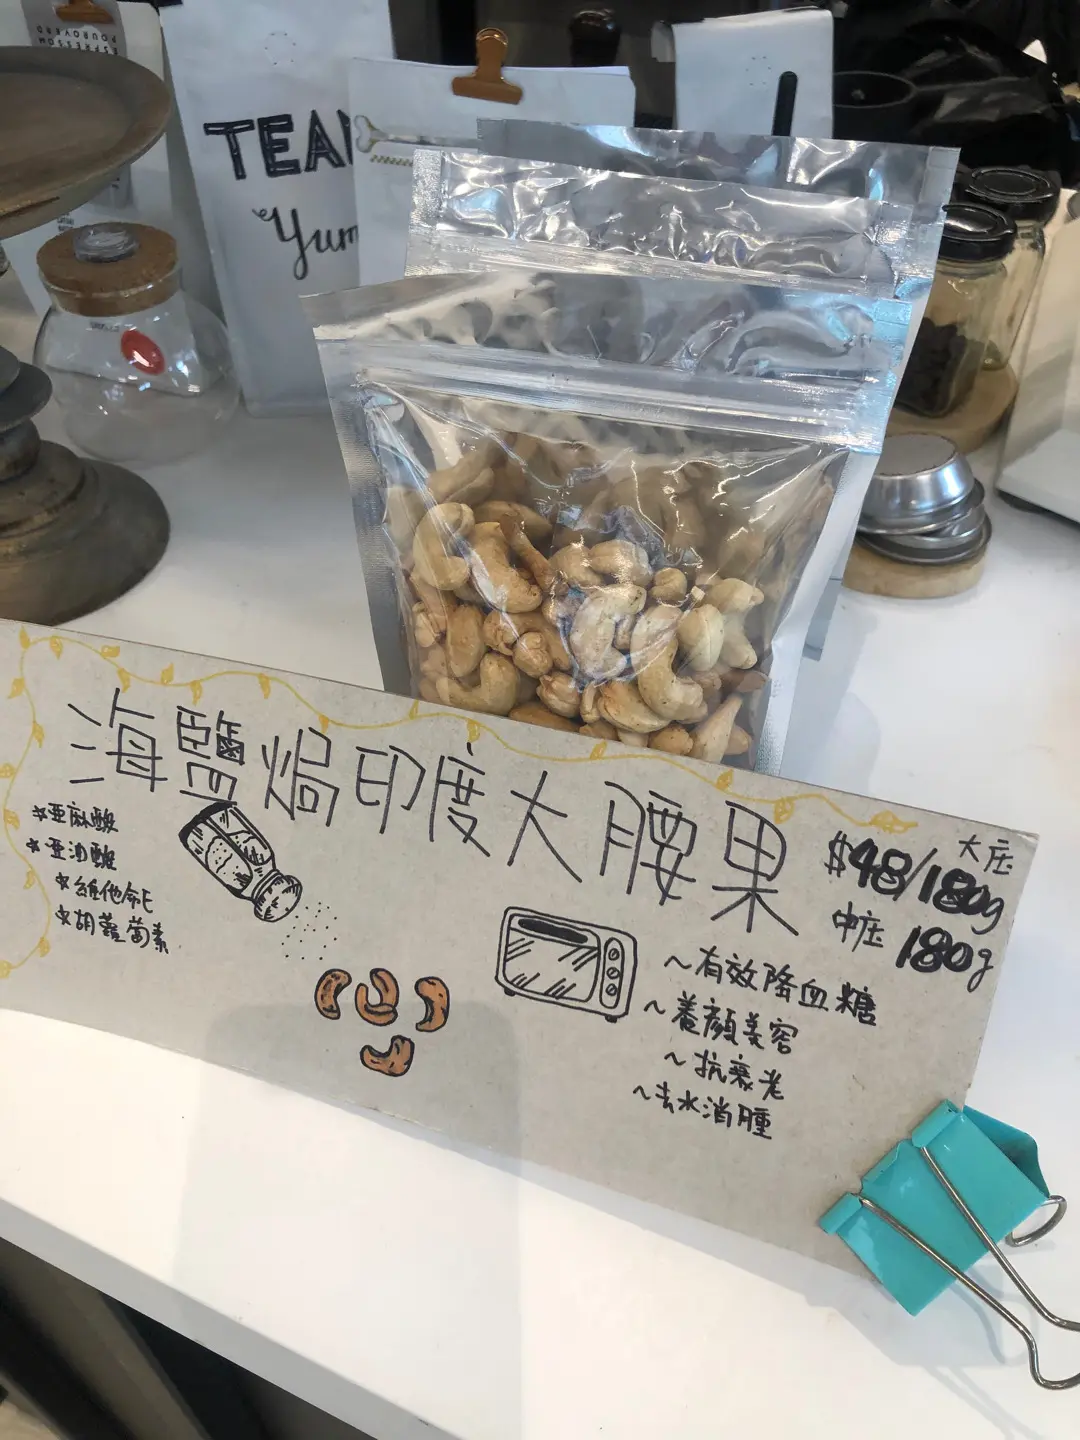 ESPRESSOM
POUROVERO
TEA
Yum
海鹽焗印度大腰果
*亞麻酸
*亞油酸
*維他命E
*胡蘿蔔素
大庄
$48/180g
中庄 180g
~有效降血糖
~養顏美容
~抗衰老
~去水消腫